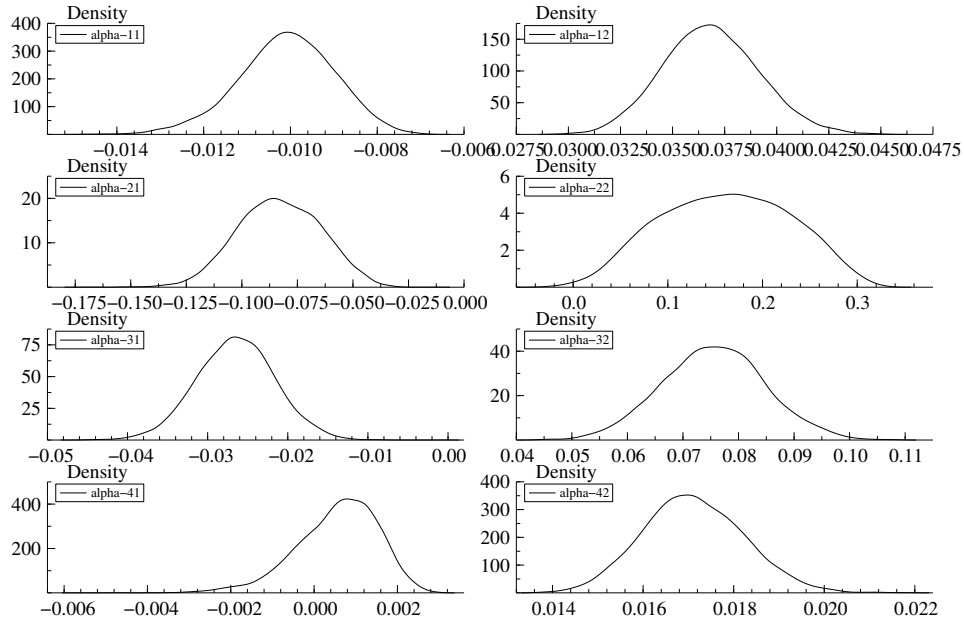 Density
Density
400
300
200
100
alpha-11
150
100
50
alpha-12
−0.014 −0.012 −0.010 −0.008 −0.006
0.0275 0.0300 0.0325 0.0350 0.0375 0.0400 0.0425 0.0450 0.0475
Density
Density
20
10
alpha-21
6
4
2
alpha-22
−0.175 −0.150 −0.125 −0.100 −0.075 −0.050 −0.025 0.000
0.0 0.1 0.2 0.3
Density
Density
75
50
25
alpha-31
40
20
alpha-32
−0.05 −0.04 −0.03 −0.02 −0.01 0.00
0.04 0.05 0.06 0.07 0.08 0.09 0.10 0.11
Density
Density
400
200
alpha-41
400
300
200
100
alpha-42
−0.006 −0.004 −0.002 0.000 0.002
0.014 0.016 0.018 0.020 0.022